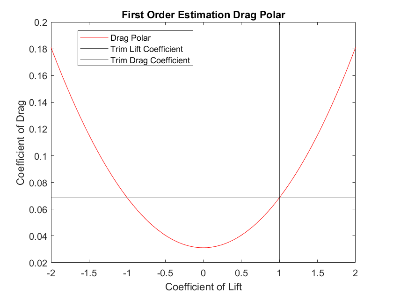 First Order Estimation Drag Polar
Drag Polar
Trim Lift Coefficient
Trim Drag Coefficient
0.2
0.18
0.16
0.14
0.12
0.1
0.08
0.06
0.04
0.02
Coefficient of Drag
-2 -1.5 -1 -0.5 0 0.5 1 1.5 2
Coefficient of Lift